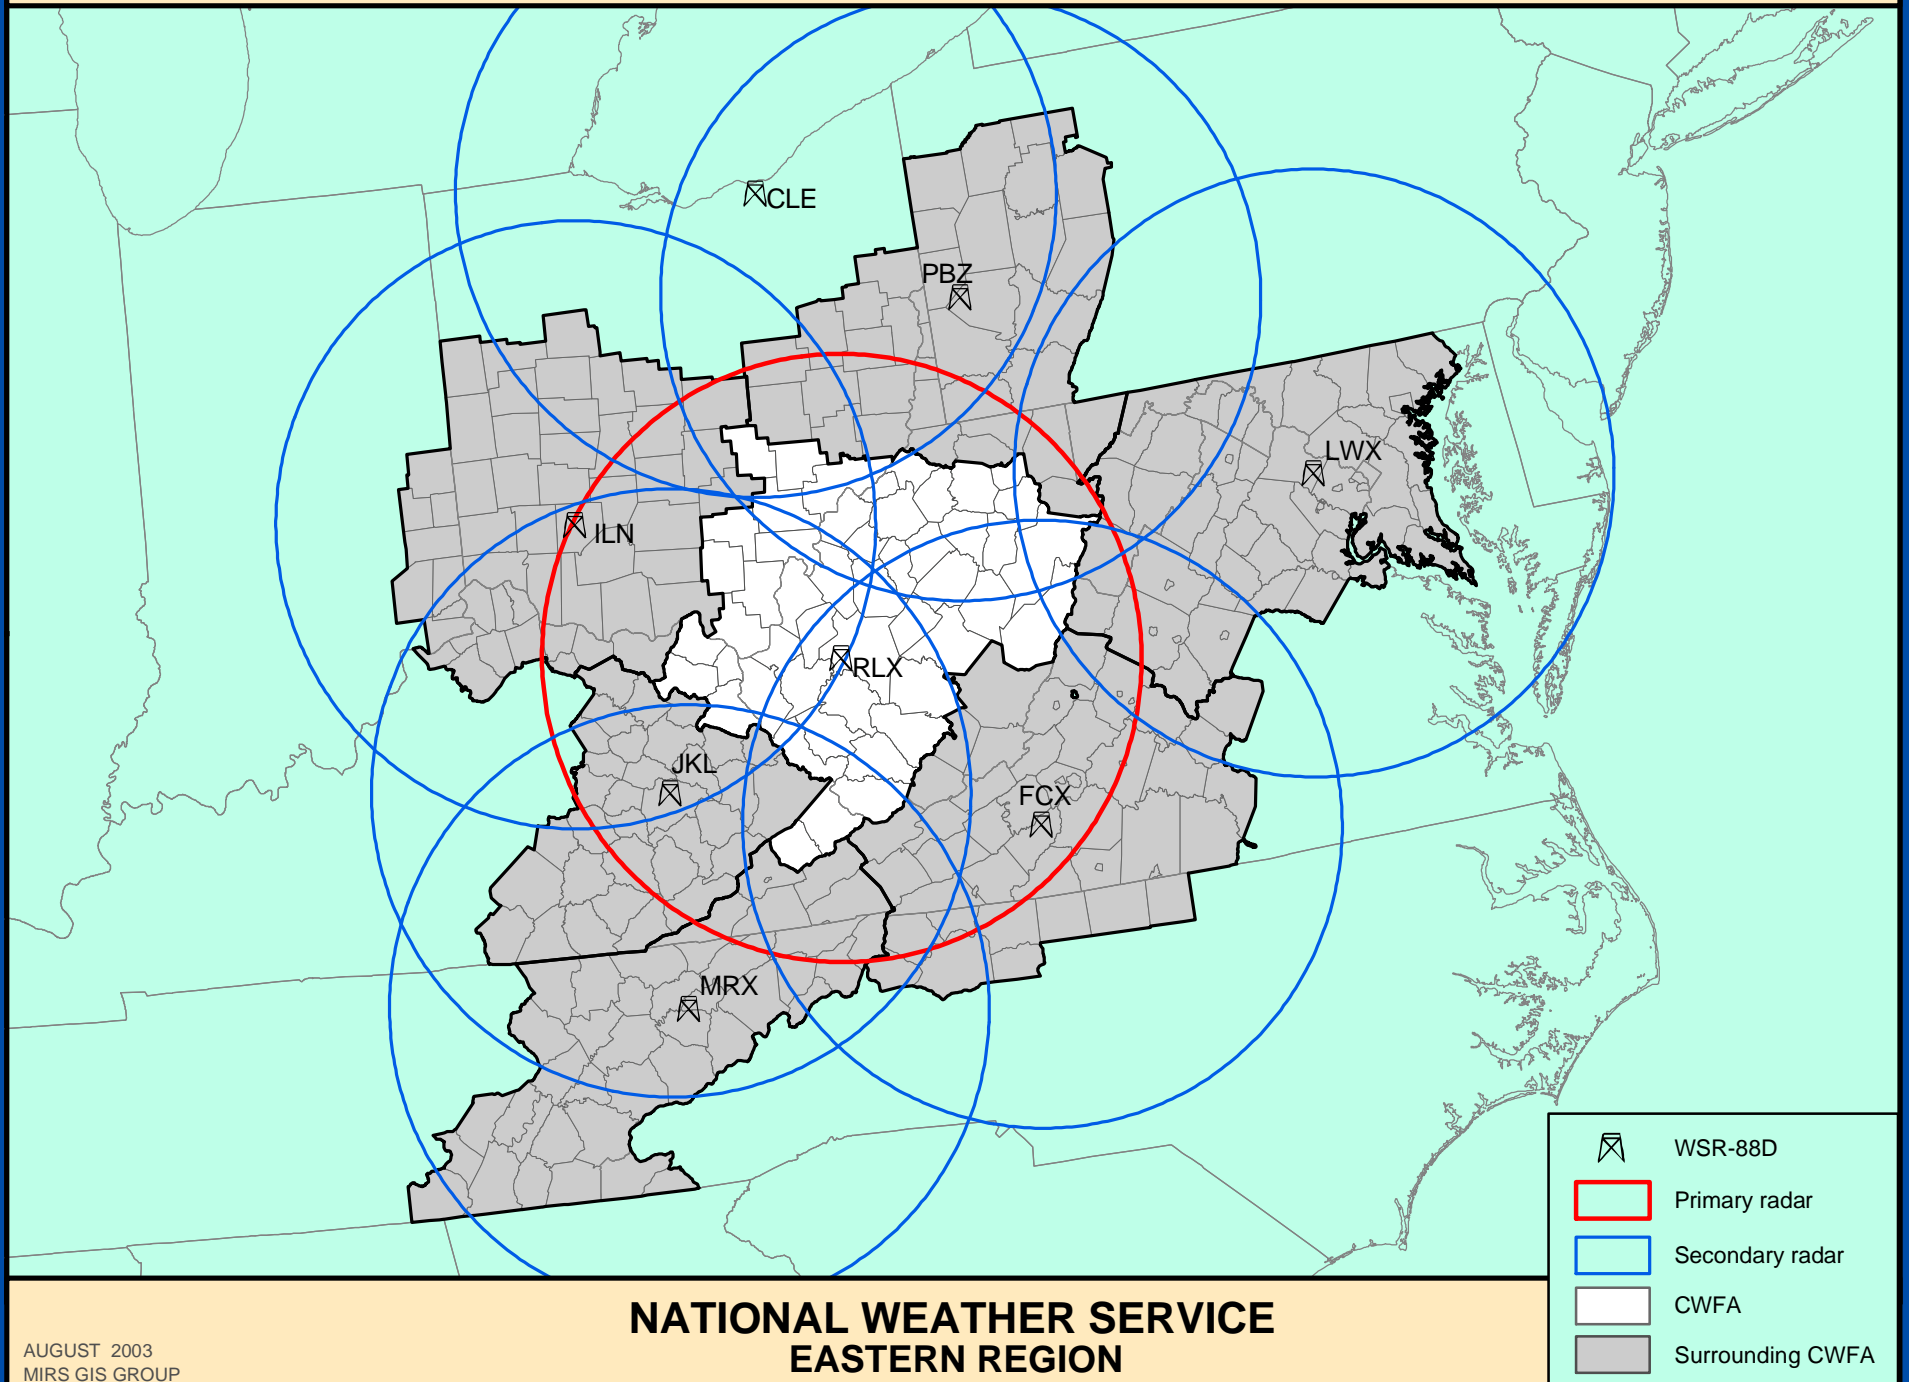 CLE
PBZ
LWX
ILN
RLX
JKL
FCX
MRX
WSR-88D
Primary radar
Secondary radar
CWFA
Surrounding CWFA
NATIONAL WEATHER SERVICE
EASTERN REGION
AUGUST 2003
MIRS GIS GROUP